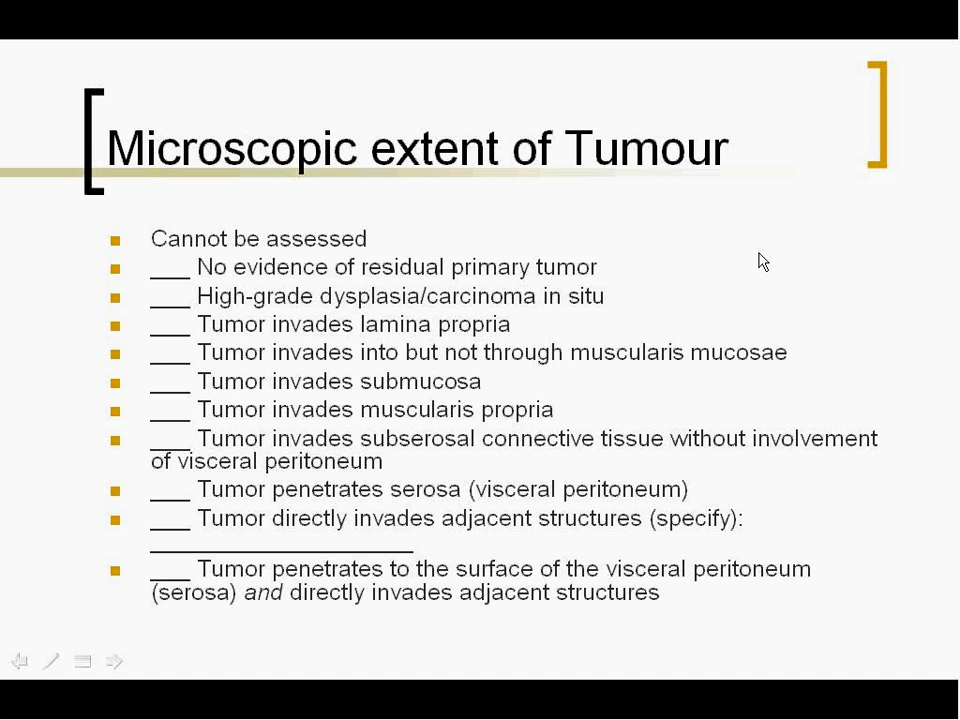 Microscopic extent of Tumour
Cannot be assessed
___ No evidence of residual primary tumor
___ High-grade dysplasia/carcinoma in situ
___ Tumor invades lamina propria
___ Tumor invades into but not through muscularis mucosae
___ Tumor invades submucosa
___ Tumor invades muscularis propria
___ Tumor invades subserosal connective tissue without involvement
of visceral peritoneum
___ Tumor penetrates serosa (visceral peritoneum)
___ Tumor directly invades adjacent structures (specify):
____________________
___ Tumor penetrates to the surface of the visceral peritoneum
(serosa) and directly invades adjacent structures